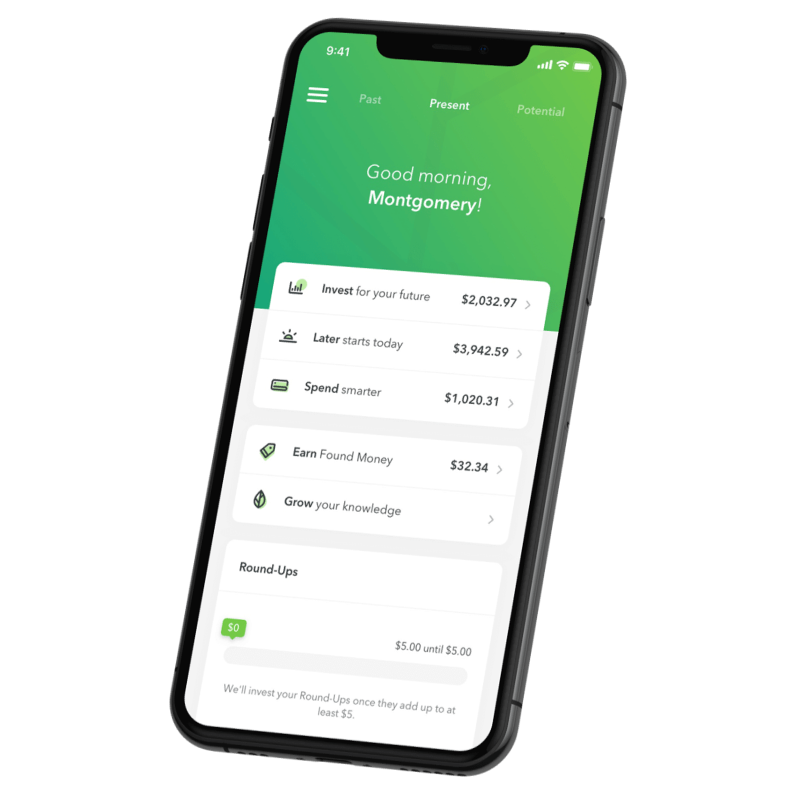 9:41
Past Present Potential
Good morning,
Montgomery!
Invest for your future $2,032.97
Later starts today $3,942.59
Spend smarter $1,020.31
Earn Found Money $32.34
Grow your knowledge
Round-Ups
$0
$5.00 until $5.00
We'll invest your Round-Ups once they add up to at
least $5.